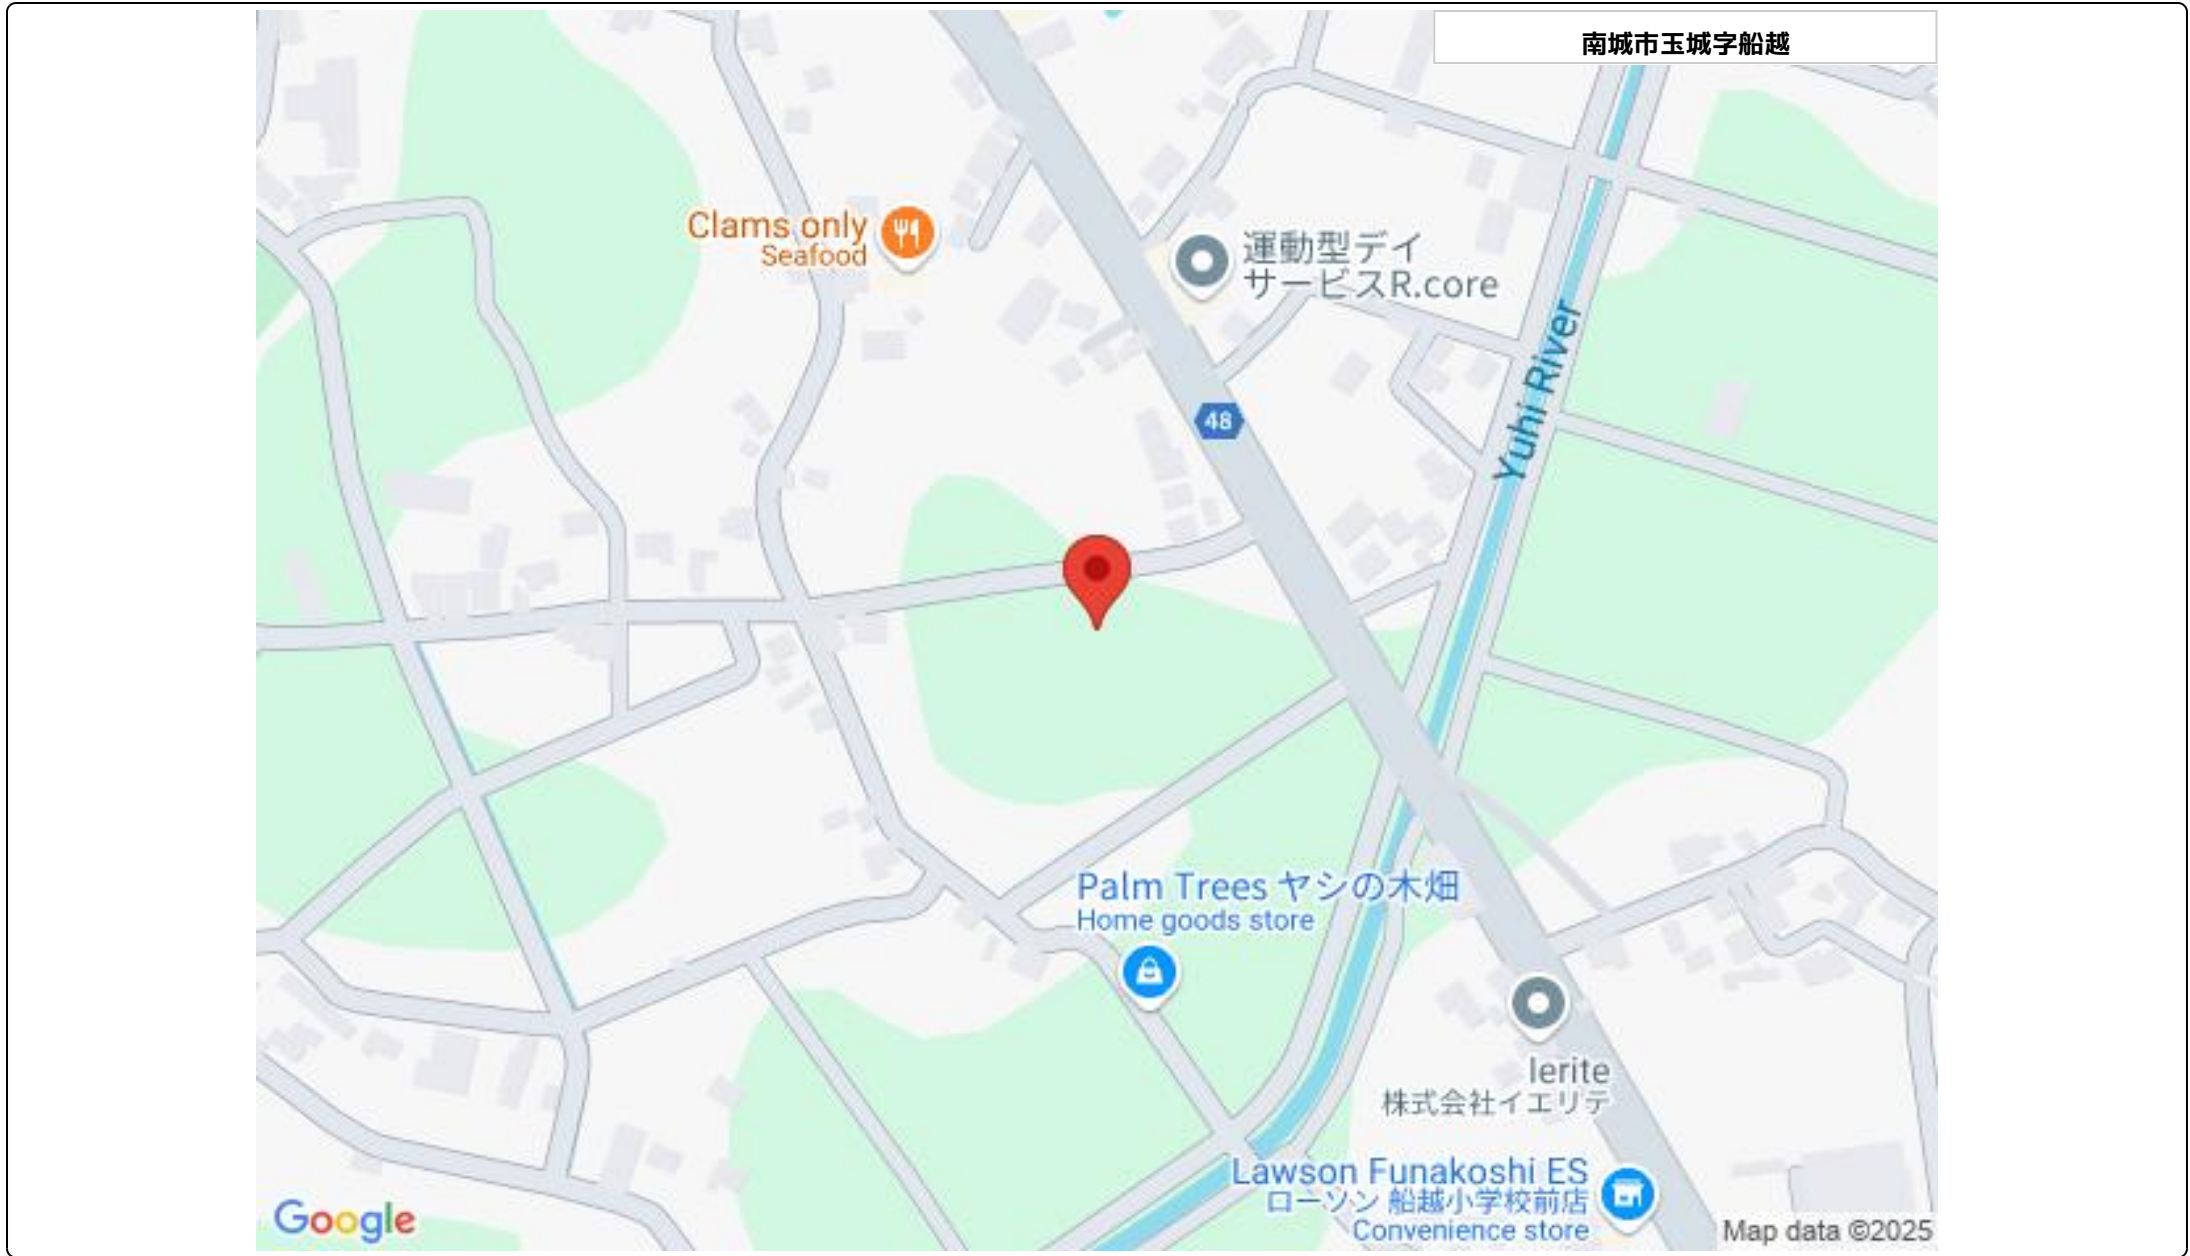 南城市玉城字船越
Clams only
Seafood
運動型デイ
サービスR.core
48
Yuhi River
Palm Trees ヤシの木畑
Home goods store
Ierite
株式会社イエリテ
Lawson Funakoshi ES
ローソン 船越小学校前店
Convenience store
Google
Map data ©2025